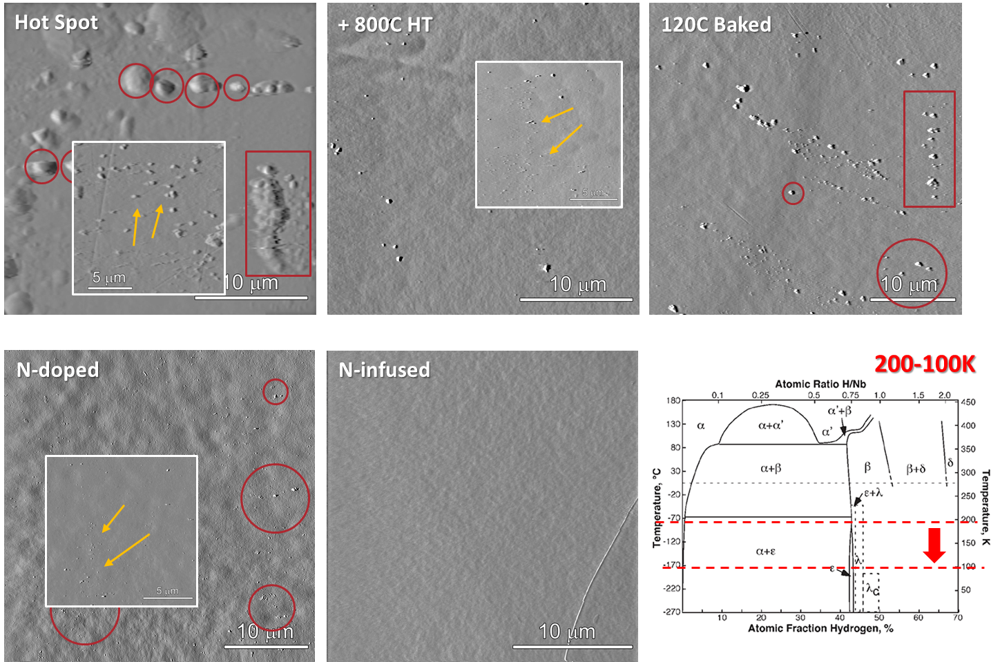 Hot Spot
5 μm
10 μm
+ 800C HT
5 μm
10 μm
120C Baked
10 μm
N-doped
5 μm
10 μm
N-infused
10 μm
200-100K
Atomic Ratio H/Nb
0.1 0.25 0.5 0.75 1.0 1.5 2.0
180
130
80
30
-20
-70
-120
-170
-220
-270
Temperature, °C
α
α+α'
α'
α'+β
α+β
β
β+δ
δ
ε+λ
α+ε
ε
λ
λC
450
400
350
300
250
200
150
100
50
Temperature, K
10 20 30 40 50 60 70
Atomic Fraction Hydrogen, %